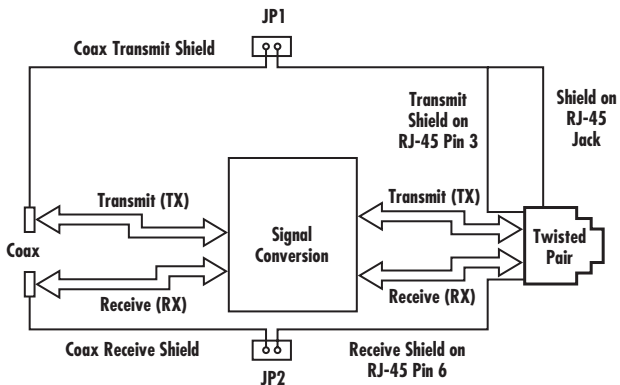 JP1
Coax Transmit Shield
Transmit
Shield on
RJ-45 Pin 3
Shield on
RJ-45
Jack
Transmit (TX)
Transmit (TX)
Coax
Signal
Conversion
Twisted
Pair
Receive (RX)
Receive (RX)
Coax Receive Shield
Receive Shield on
RJ-45 Pin 6
JP2